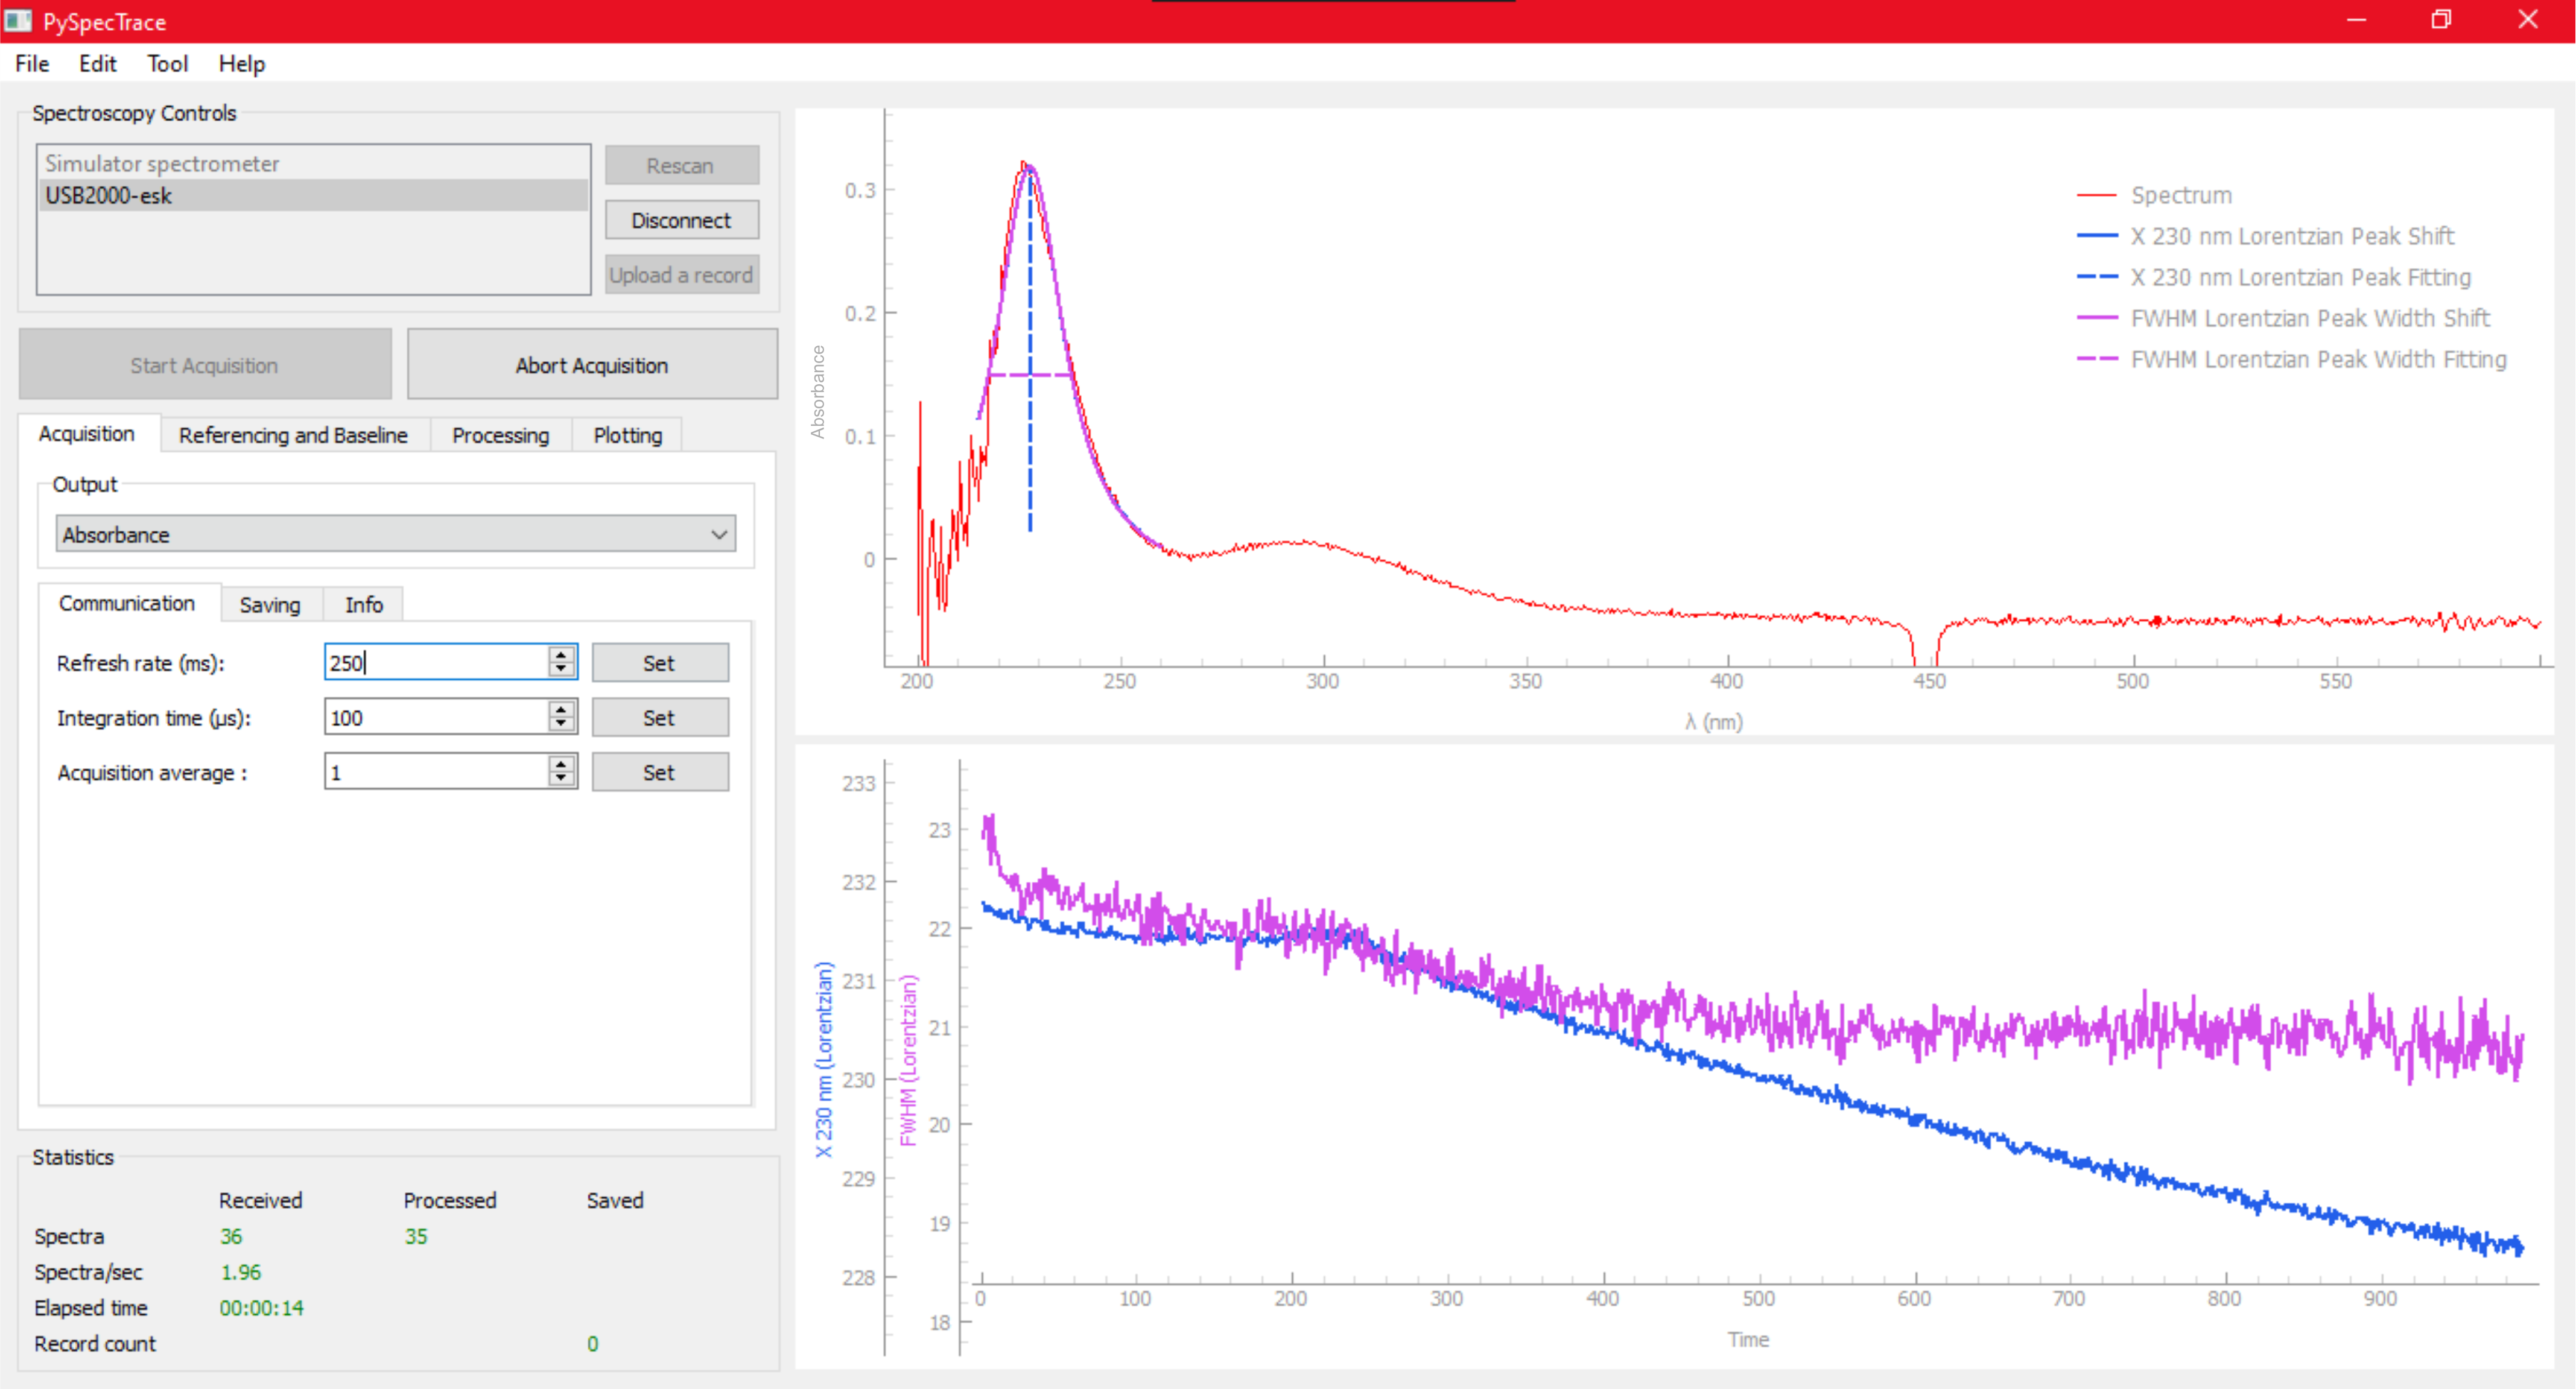 PySpecTrace
File Edit Tool Help
Spectroscopy Controls
Simulator spectrometer
USB2000-esk
Rescan
Disconnect
Upload a record
Start Acquisition
Abort Acquisition
Acquisition
Referencing and Baseline
Processing
Plotting
Output
Absorbance
Communication
Saving
Info
Refresh rate (ms):
250
Set
Integration time (µs):
100
Set
Acquisition average :
1
Set
Statistics
Received Processed Saved
Spectra 36 35
Spectra/sec 1.96
Elapsed time 00:00:14
Record count 0
Absorbance
0.3
0.2
0.1
0
200 250 300 350 400 450 500 550
λ (nm)
Spectrum
X 230 nm Lorentzian Peak Shift
X 230 nm Lorentzian Peak Fitting
FWHM Lorentzian Peak Width Shift
FWHM Lorentzian Peak Width Fitting
X 230 nm (Lorentzian)
233
232
231
230
229
228
FWHM (Lorentzian)
23
22
21
20
19
18
0 100 200 300 400 500 600 700 800 900
Time